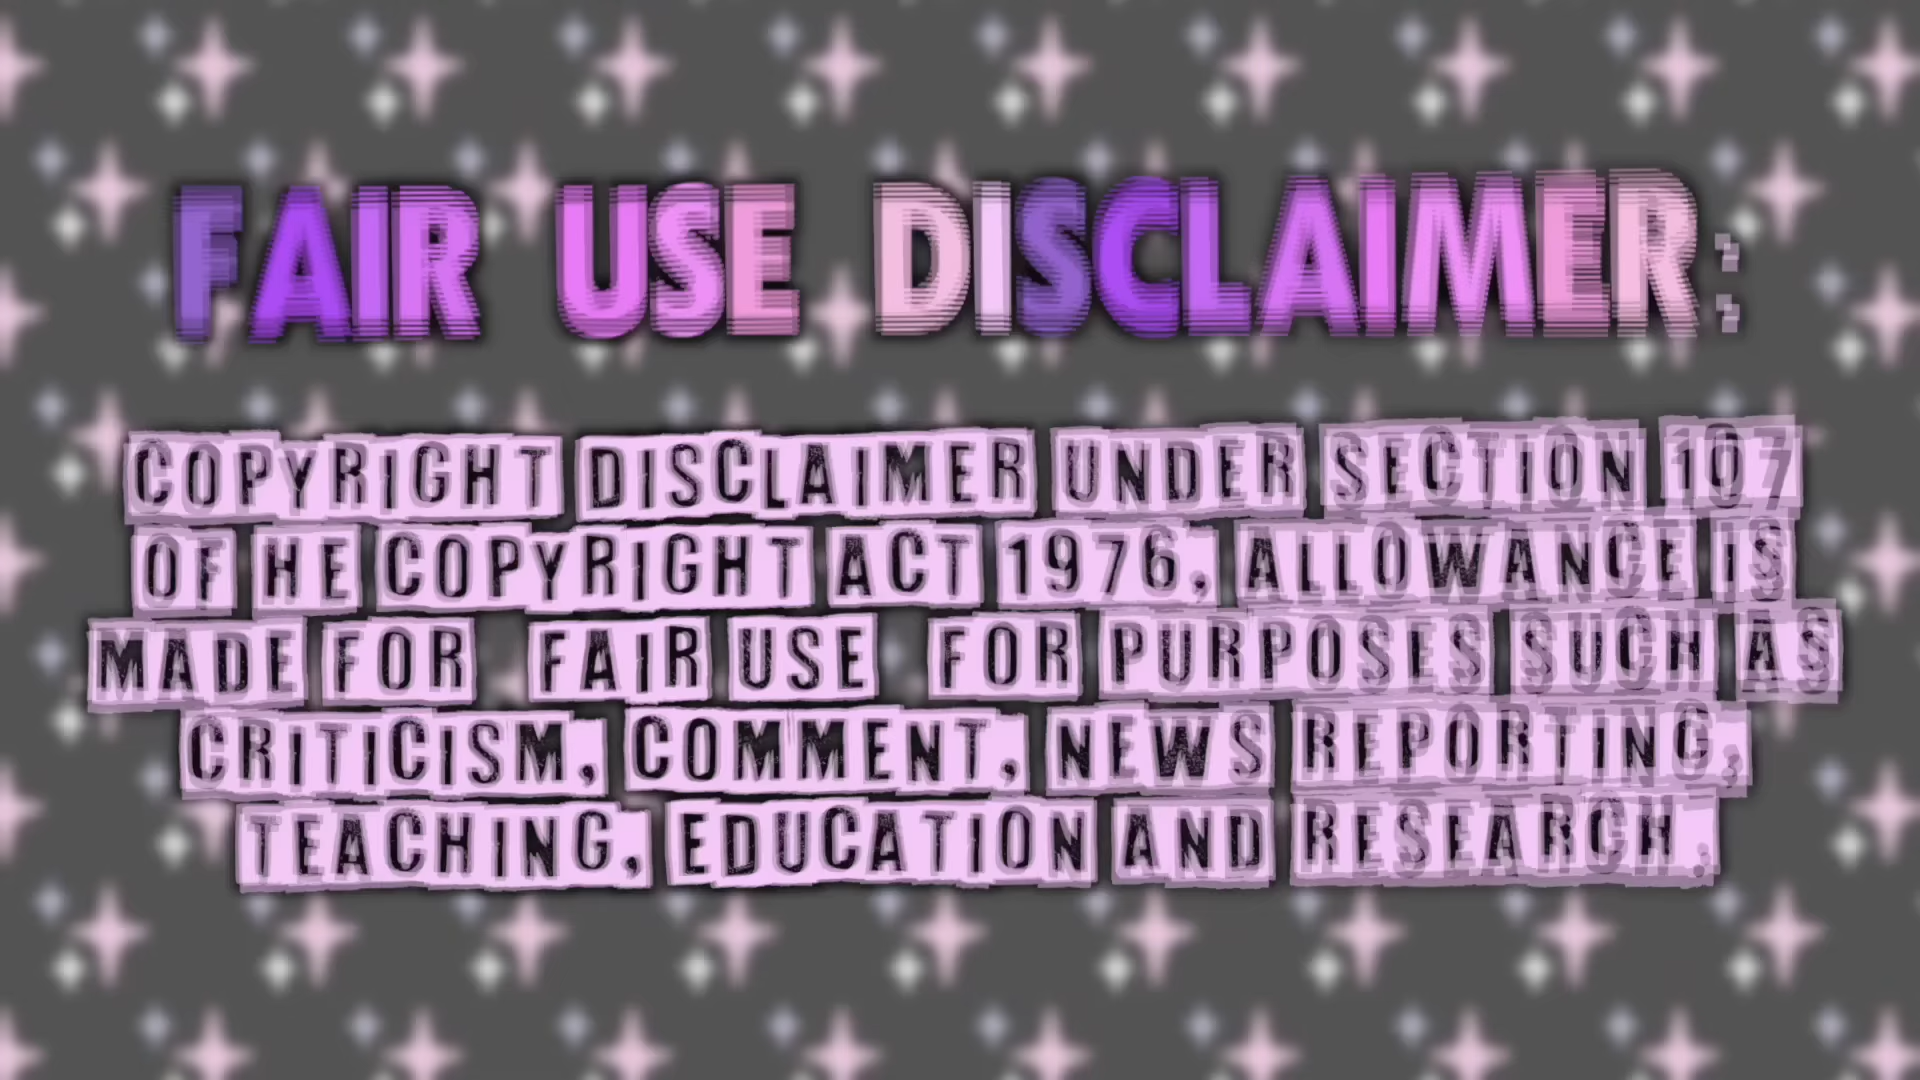 FAIR USE DISCLAIMER:
COPYRIGHT DISCLAIMER UNDER SECTION 107
OF HE COPYRIGHT ACT 1976, ALLOWANCE IS
MADE FOR FAIR USE FOR PURPOSES SUCH AS
CRITICISM, COMMENT, NEWS REPORTING,
TEACHING, EDUCATION AND RESEARCH.